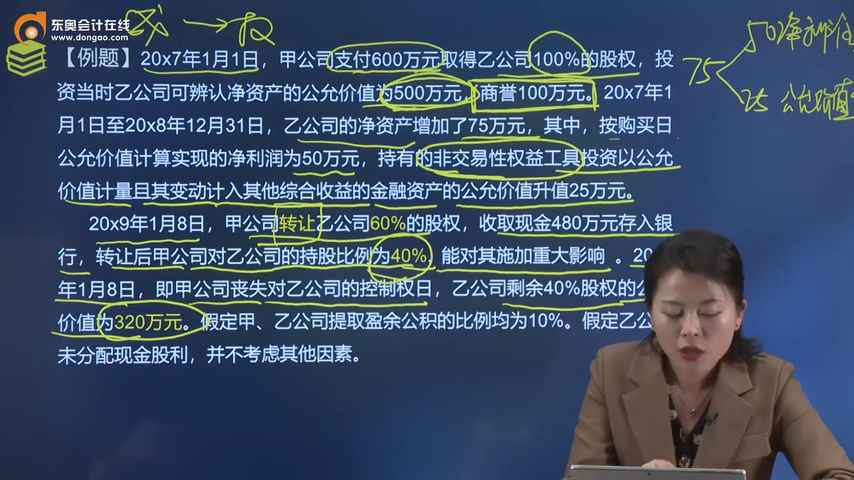 东奥会计在线
www.dongao.com
成 → 权
【例题】20x7年1月1日，甲公司支付600万元取得乙公司100%的股权，投
资当时乙公司可辨认净资产的公允价值为500万元，商誉100万元。20x7年1
月1日至20x8年12月31日，乙公司的净资产增加了75万元，其中，按购买日
公允价值计算实现的净利润为50万元，持有的非交易性权益工具投资以公允
价值计量且其变动计入其他综合收益的金融资产的公允价值升值25万元。
20x9年1月8日，甲公司转让乙公司60%的股权，收取现金480万元存入银
行，转让后甲公司对乙公司的持股比例为40%，能对其施加重大影响。20
年1月8日，即甲公司丧失对乙公司的控制权日，乙公司剩余40%股权的公
价值为320万元。假定甲、乙公司提取盈余公积的比例均为10%。假定乙公
未分配现金股利，并不考虑其他因素。
75
50净利润
25 公允价值